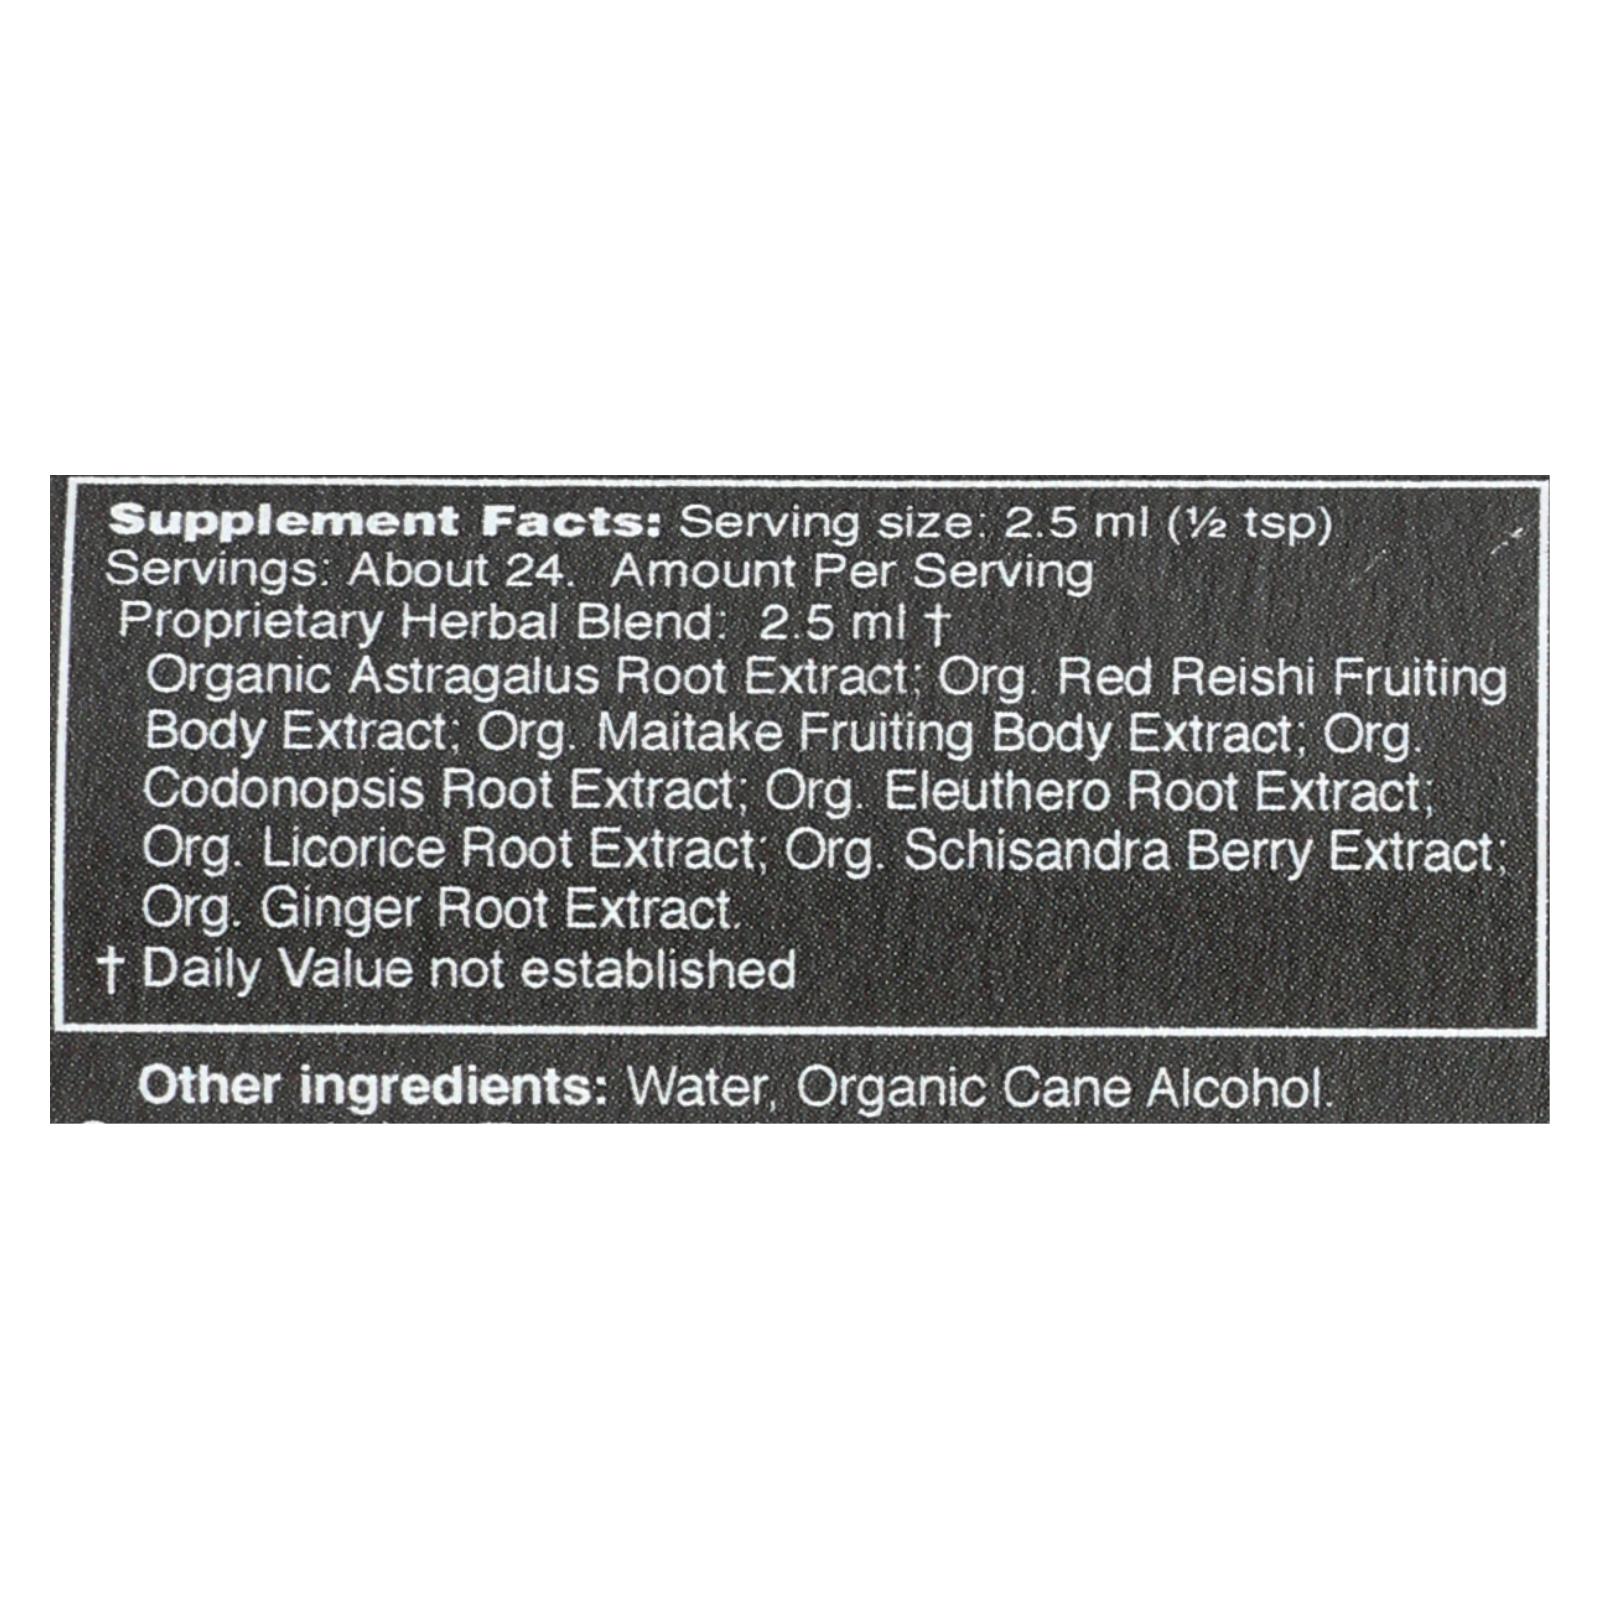 Supplement Facts: Serving size: 2.5 ml (½ tsp)
Servings: About 24. Amount Per Serving
Proprietary Herbal Blend: 2.5 ml †
Organic Astragalus Root Extract; Org. Red Reishi Fruiting
Body Extract; Org. Maitake Fruiting Body Extract; Org.
Codonopsis Root Extract; Org. Eleuthero Root Extract;
Org. Licorice Root Extract; Org. Schisandra Berry Extract;
Org. Ginger Root Extract.
† Daily Value not established
Other ingredients: Water, Organic Cane Alcohol.